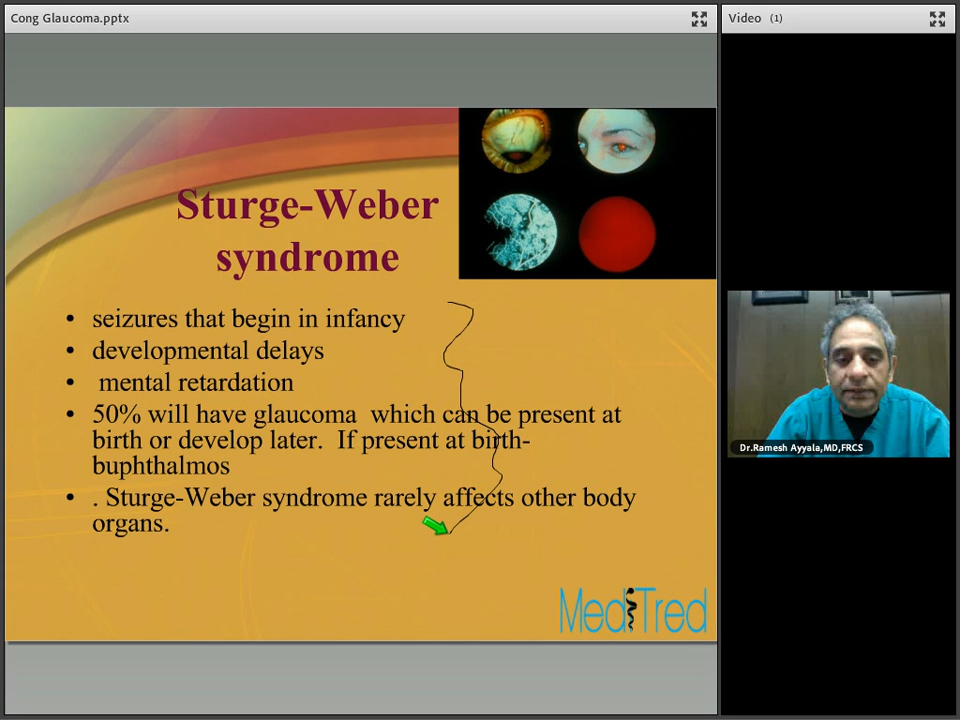 Cong Glaucoma.pptx
Video (1)
Sturge-Weber
syndrome
• seizures that begin in infancy
• developmental delays
• mental retardation
• 50% will have glaucoma which can be present at
birth or develop later. If present at birth-
buphthalmos
• . Sturge-Weber syndrome rarely affects other body
organs.
MediTred
Dr.Ramesh Ayyala,MD,FRCS